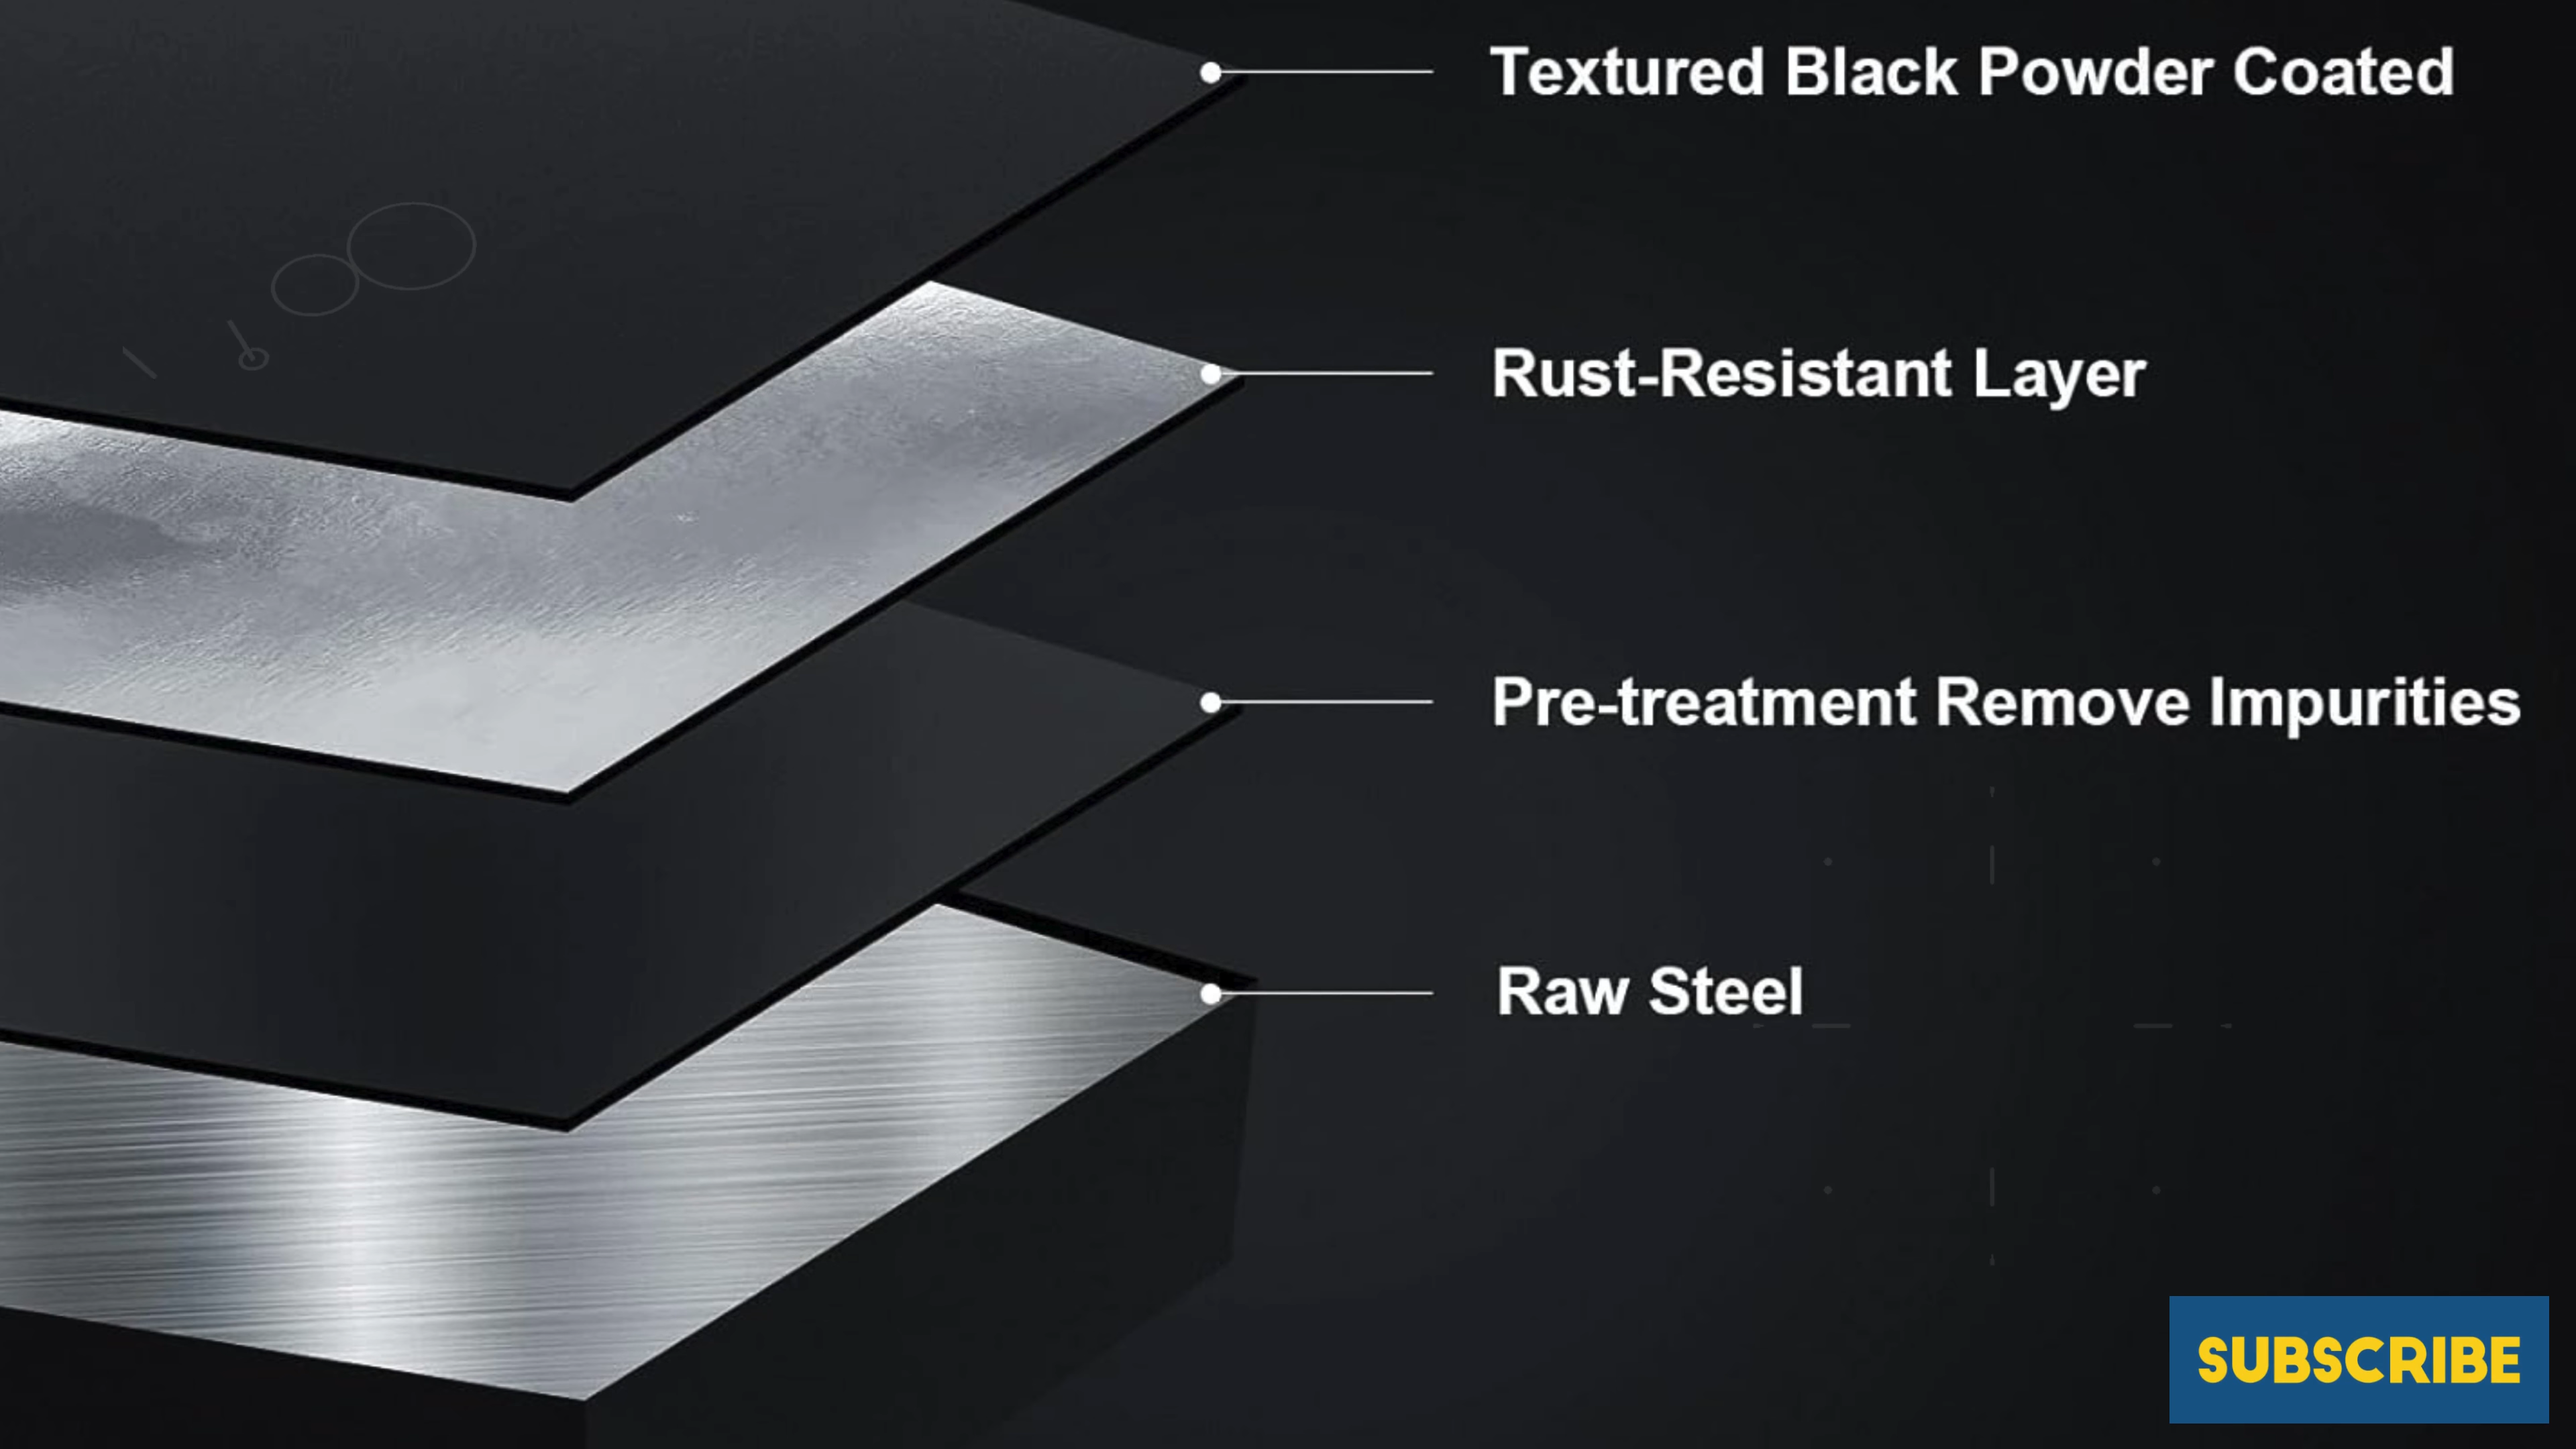 Textured Black Powder Coated
Rust-Resistant Layer
Pre-treatment Remove Impurities
Raw Steel
SUBSCRIBE